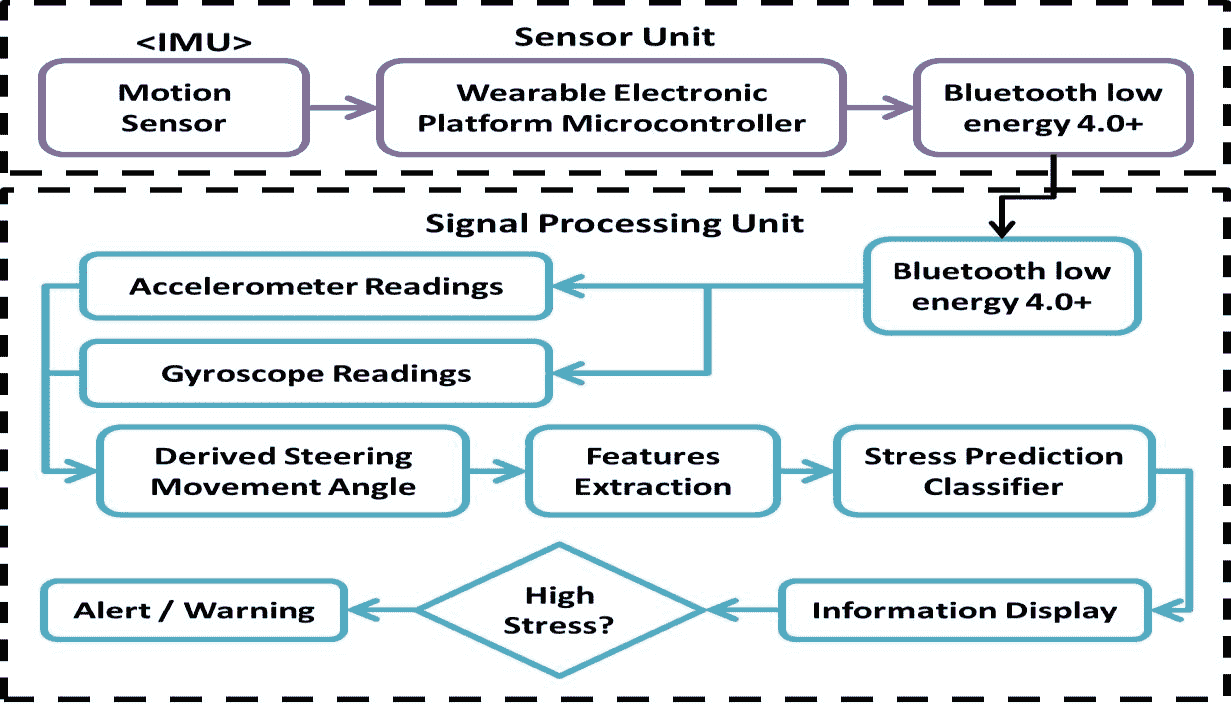 <IMU>
Sensor Unit
Motion
Sensor
Wearable Electronic
Platform Microcontroller
Bluetooth low
energy 4.0+
Signal Processing Unit
Bluetooth low
energy 4.0+
Accelerometer Readings
Gyroscope Readings
Derived Steering
Movement Angle
Features
Extraction
Stress Prediction
Classifier
Information Display
High
Stress?
Alert / Warning